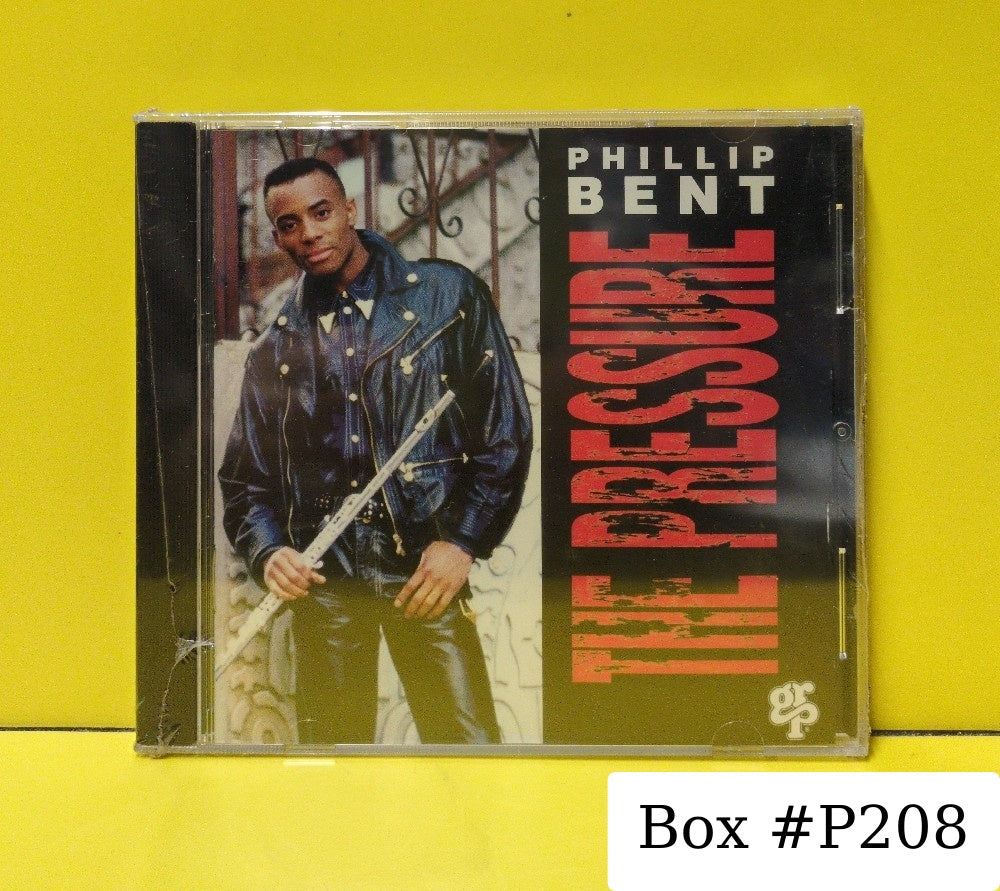 PHILLIP
BENT
THE PRESSURE
grp
Box #P208